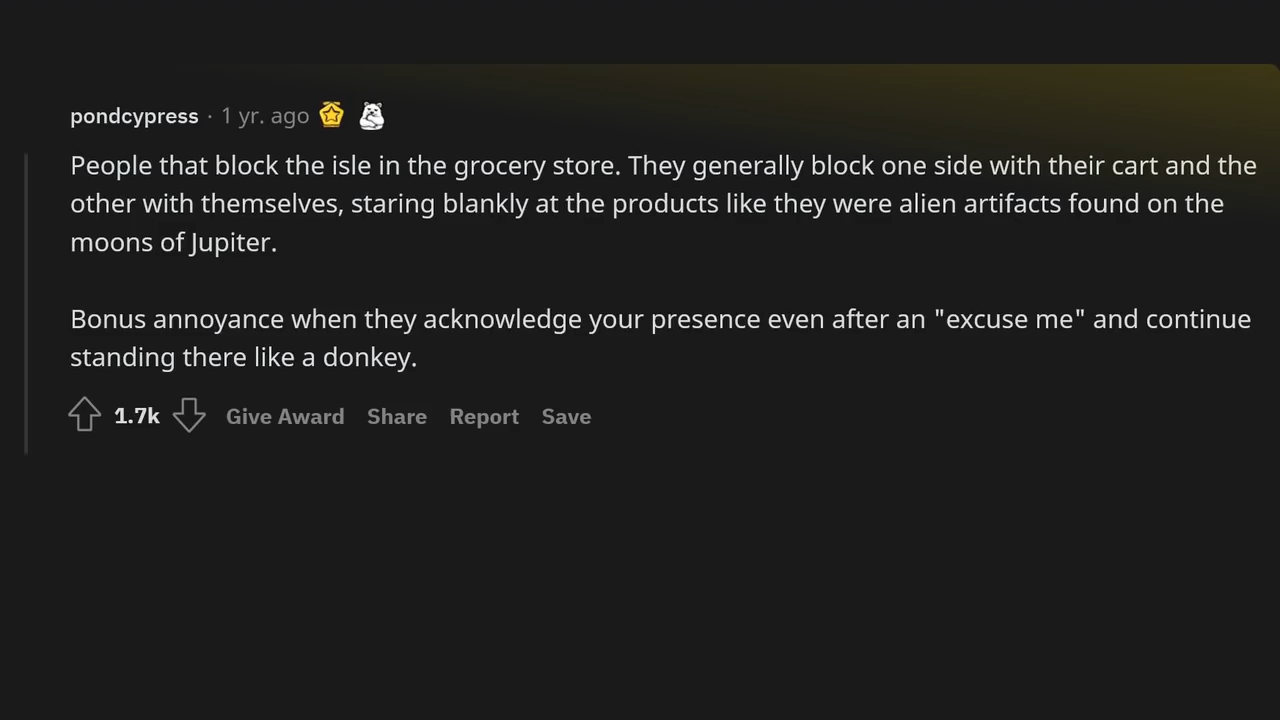 pondcypress · 1 yr. ago
People that block the isle in the grocery store. They generally block one side with their cart and the
other with themselves, staring blankly at the products like they were alien artifacts found on the
moons of Jupiter.
Bonus annoyance when they acknowledge your presence even after an "excuse me" and continue
standing there like a donkey.
1.7k Give Award Share Report Save